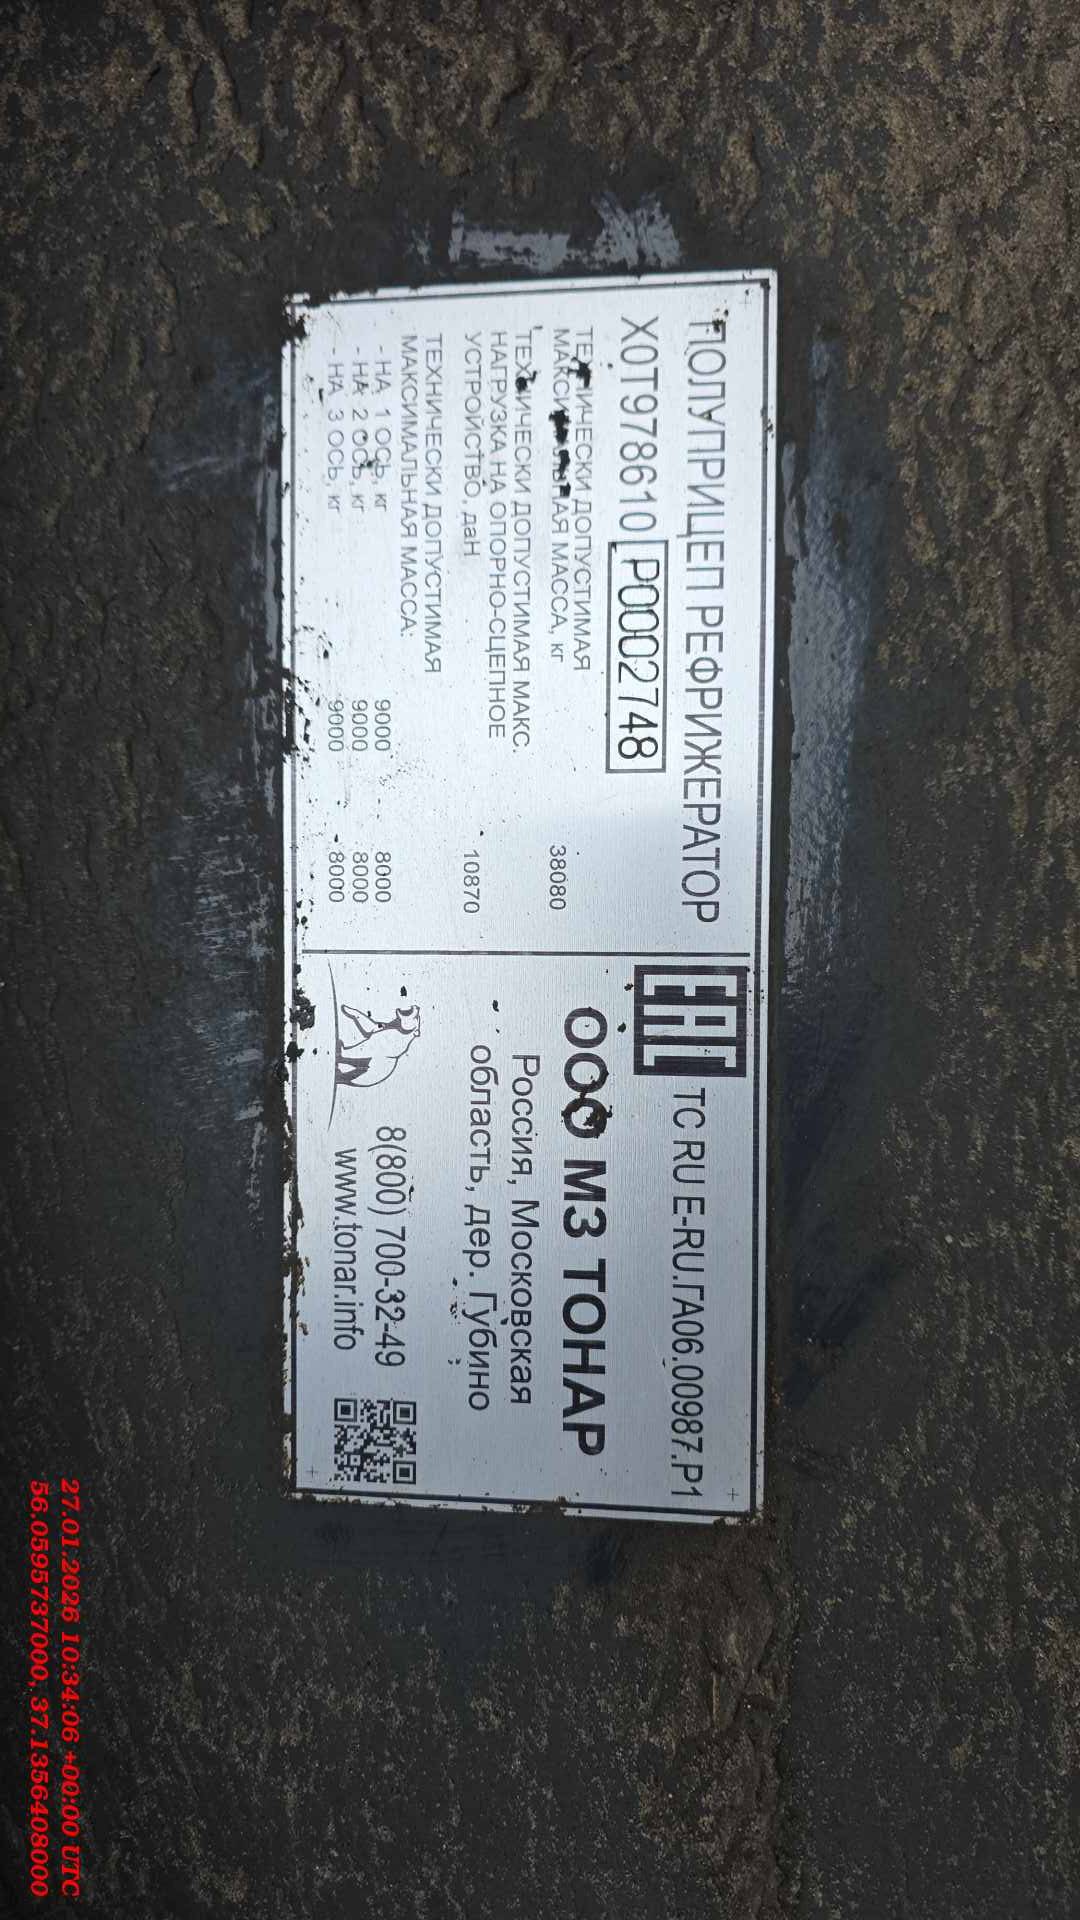 ПОЛУПРИЦЕП РЕФРИЖЕРАТОР
X0T978610 P0002748
ТЕХНИЧЕСКИ ДОПУСТИМАЯ
МАКСИМАЛЬНАЯ МАССА, кг 38080
ТЕХНИЧЕСКИ ДОПУСТИМАЯ МАКС.
НАГРУЗКА НА ОПОРНО-СЦЕПНОЕ
УСТРОЙСТВО, даН 10870
ТЕХНИЧЕСКИ ДОПУСТИМАЯ
МАКСИМАЛЬНАЯ МАССА:
- НА 1 ОСЬ, кг 9000 8000
- НА 2 ОСЬ, кг 9000 8000
- НА 3 ОСЬ, кг 9000 8000
EAC TC RU E-RU.ГА06.00987.P1
ООО МЗ ТОНАР
Россия, Московская
область, дер. Губино
8(800) 700-32-49
www.tonar.info
27.01.2026 10:34:06 +00:00 UTC
56.0595737000, 37.1356408000